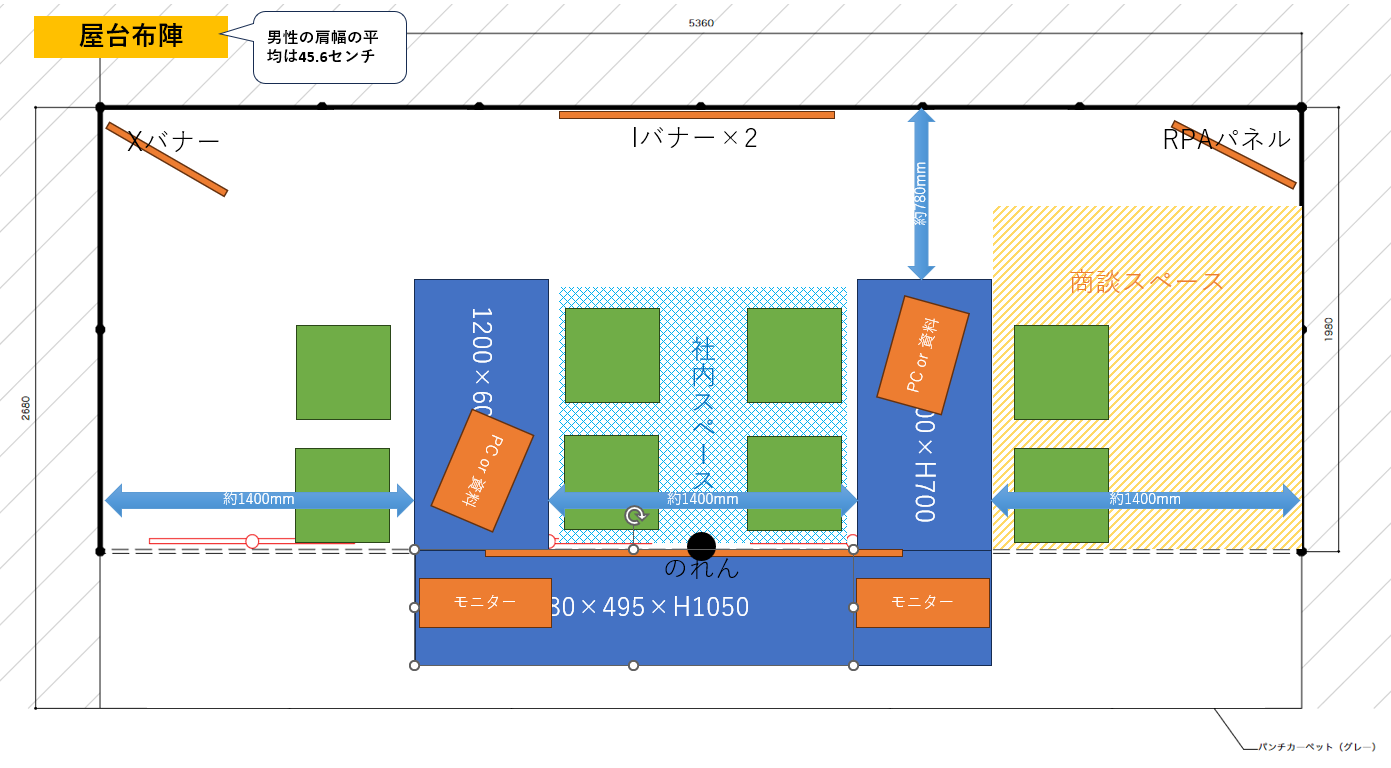 屋台布陣
男性の肩幅の平
均は45.6センチ
5360
Xバナー
Iバナー×2
RPAパネル
約780mm
商談スペース
1980
2680
1200×60
社内スペース
PC or 資料
PC or 資料
00×H700
約1400mm
約1400mm
約1400mm
のれん
モニター
80×495×H1050
モニター
パンチカーペット（グレー）